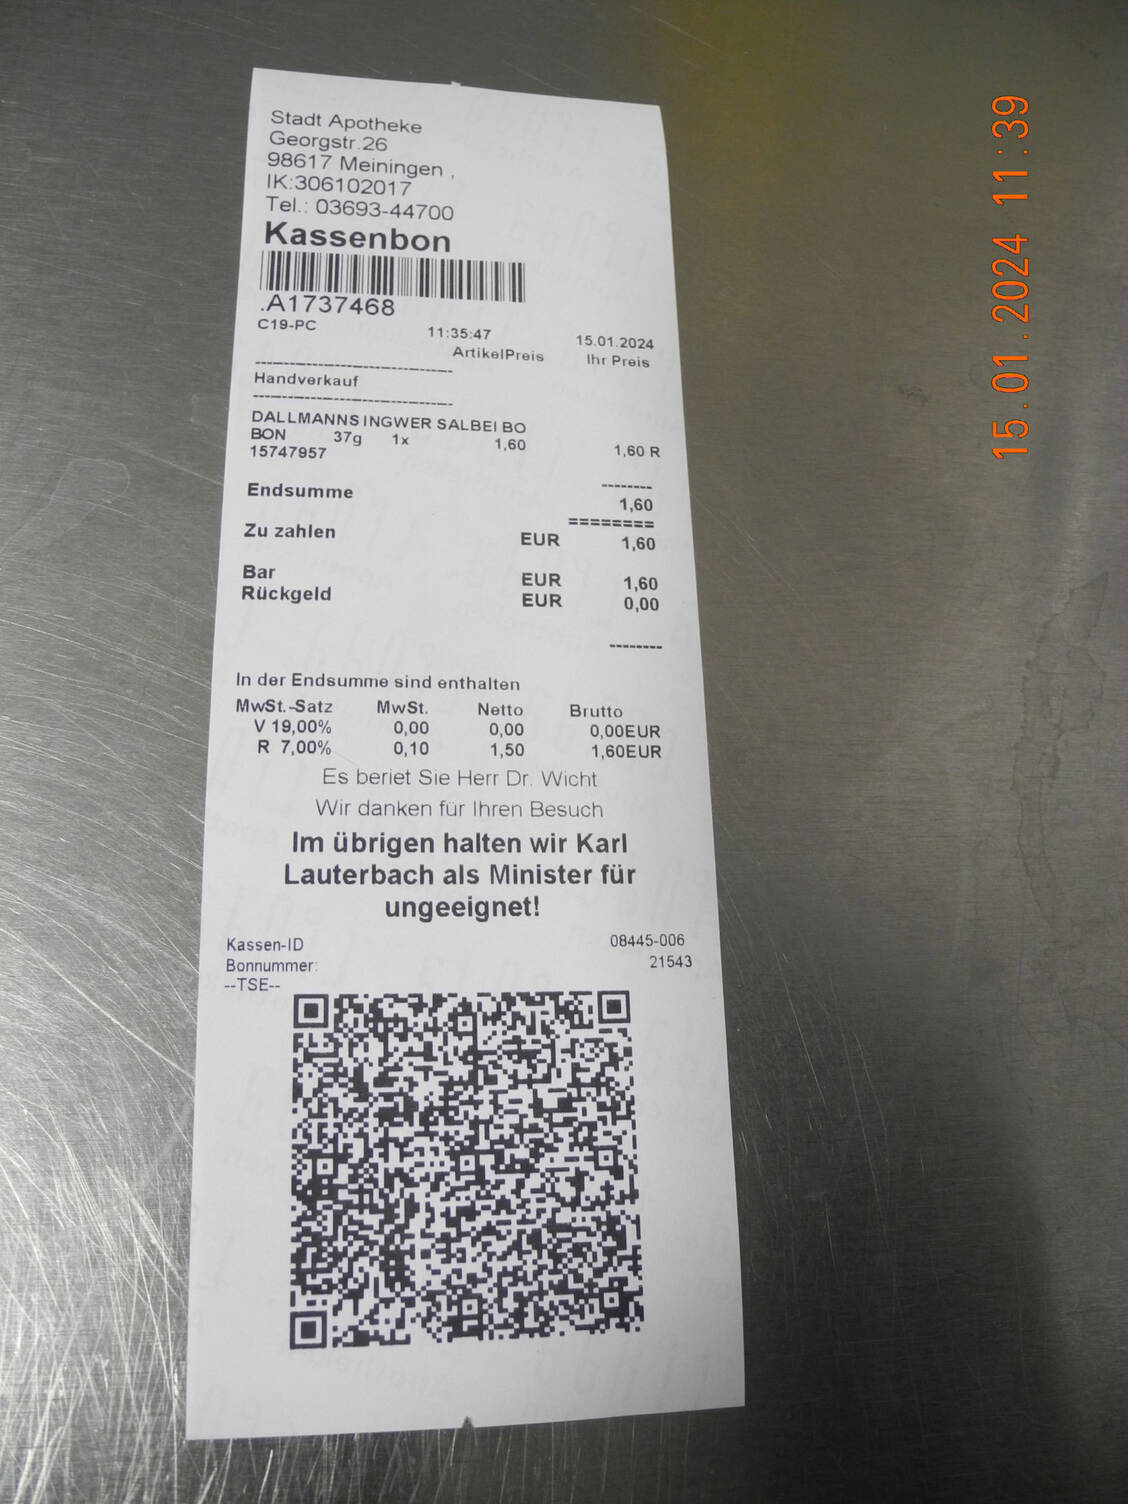 Stadt Apotheke
Georgstr.26
98617 Meiningen ,
IK:306102017
Tel.: 03693-44700
Kassenbon
.A1737468
C19-PC 11:35:47 15.01.2024
ArtikelPreis Ihr Preis
--------------------------------
Handverkauf
--------------------------------
DALLMANNS INGWER SALBEI BO
BON 37g 1x 1,60 1,60 R
15747957
--------
Endsumme 1,60
========
Zu zahlen EUR 1,60
Bar EUR 1,60
Rückgeld EUR 0,00
--------
In der Endsumme sind enthalten
MwSt.-Satz MwSt. Netto Brutto
V 19,00% 0,00 0,00 0,00EUR
R 7,00% 0,10 1,50 1,60EUR
Es beriet Sie Herr Dr. Wicht
Wir danken für Ihren Besuch
Im übrigen halten wir Karl
Lauterbach als Minister für
ungeeignet!
Kassen-ID 08445-006
Bonnummer: 21543
--TSE--
15.01.2024 11:39